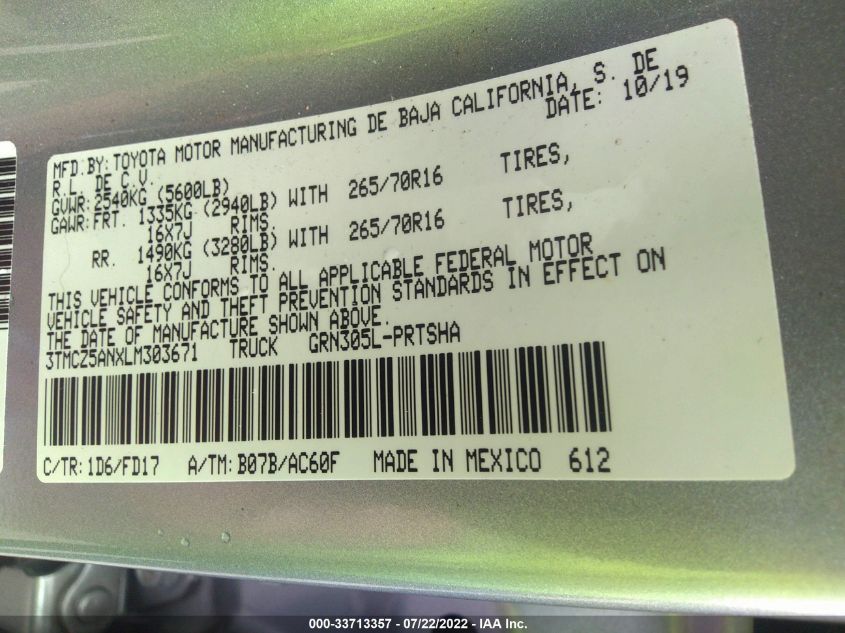 MFD.BY: TOYOTA MOTOR MANUFACTURING DE BAJA CALIFORNIA, S. DE
R.L. DE C.V. DATE: 10/19
GVWR: 2540KG (5600LB)
GAWR: FRT. 1335KG (2940LB) WITH 265/70R16 TIRES,
16X7J RIMS.
RR. 1490KG (3280LB) WITH 265/70R16 TIRES,
16X7J RIMS.
THIS VEHICLE CONFORMS TO ALL APPLICABLE FEDERAL MOTOR
VEHICLE SAFETY AND THEFT PREVENTION STANDARDS IN EFFECT ON
THE DATE OF MANUFACTURE SHOWN ABOVE.
3TMCZ5ANXLM303671 TRUCK GRN305L-PRTSHA
C/TR: 1D6/FD17 A/TM: B07B/AC60F MADE IN MEXICO 612
000-33713357 - 07/22/2022 - IAA Inc.